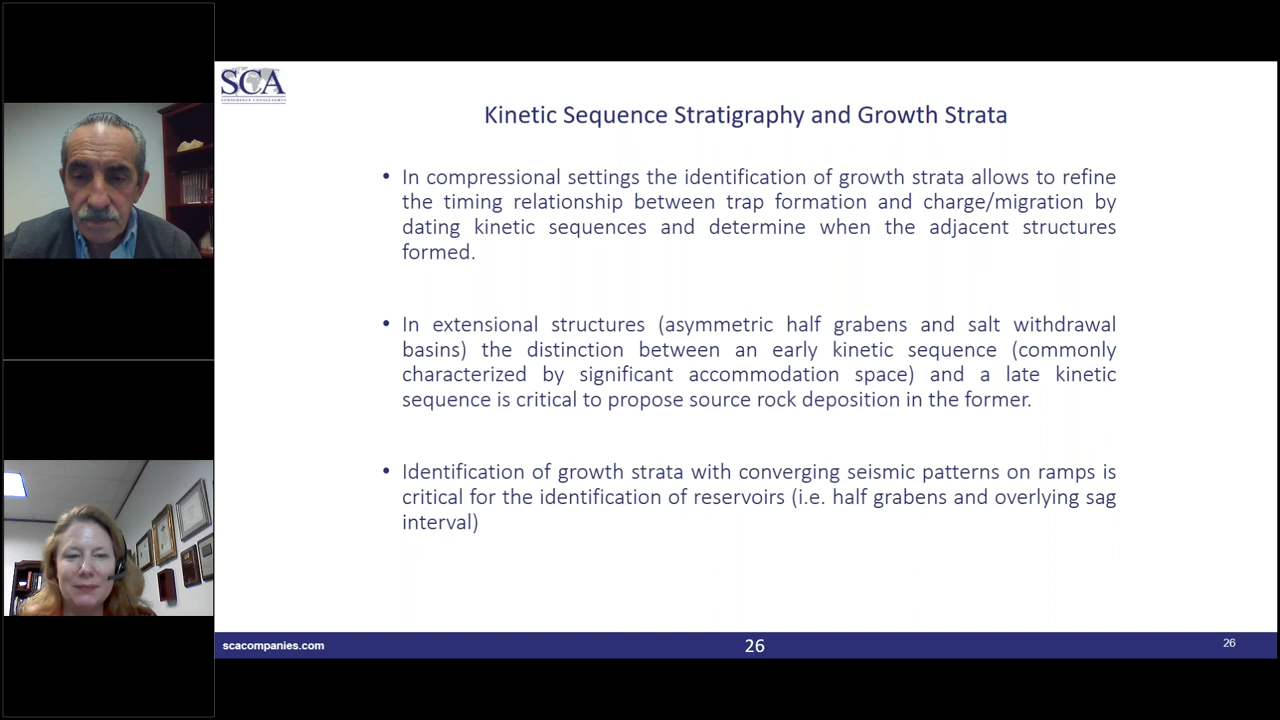 SCA
Kinetic Sequence Stratigraphy and Growth Strata
• In compressional settings the identification of growth strata allows to refine
the timing relationship between trap formation and charge/migration by
dating kinetic sequences and determine when the adjacent structures
formed.
• In extensional structures (asymmetric half grabens and salt withdrawal
basins) the distinction between an early kinetic sequence (commonly
characterized by significant accommodation space) and a late kinetic
sequence is critical to propose source rock deposition in the former.
• Identification of growth strata with converging seismic patterns on ramps is
critical for the identification of reservoirs (i.e. half grabens and overlying sag
interval)
scacompanies.com
26
26